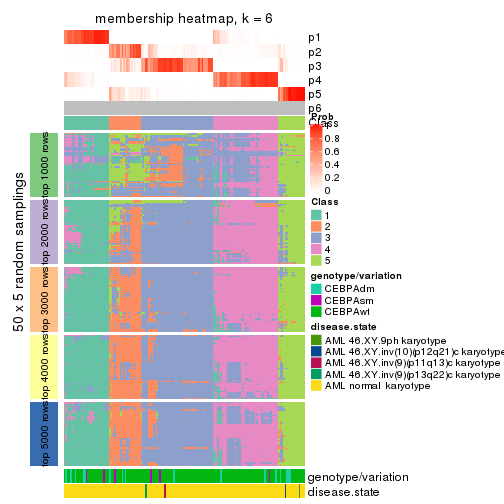 membership heatmap, k = 6
p1
p2
p3
p4
p5
p6
Prob
Class
1
0.8
0.6
0.4
0.2
0
Class
1
2
3
4
5
genotype/variation
CEBPAdm
CEBPAsm
CEBPAwt
disease.state
AML 46.XY.9ph karyotype
AML 46.XY.inv(10)(p12q21)c karyotype
AML 46.XY.inv(9)(p11q13)c karyotype
AML 46.XY.inv(9)(p13q22)c karyotype
AML normal karyotype
50 x 5 random samplings
top 1000 rows
top 2000 rows
top 3000 rows
top 4000 rows
top 5000 rows
genotype/variation
disease.state